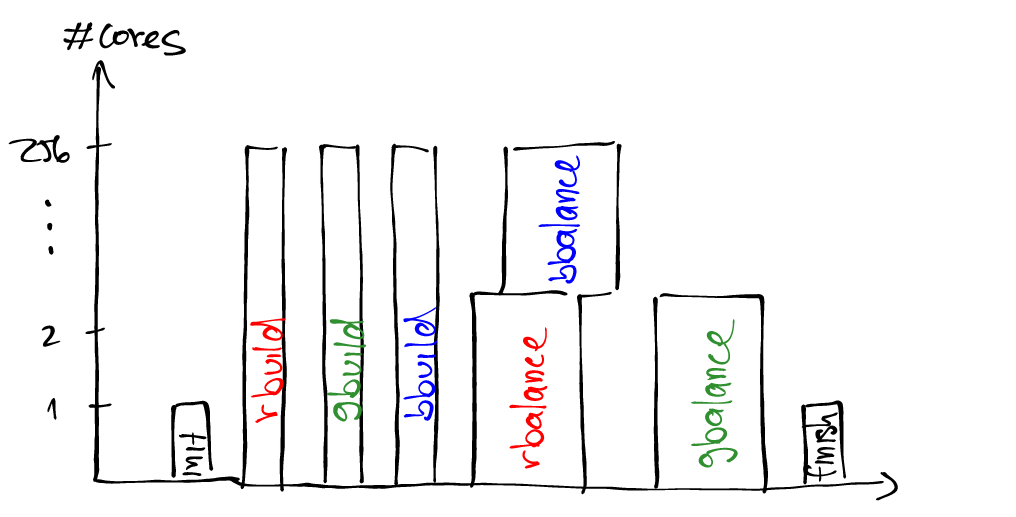 #cores
256
2
1
init
rbuild
gbuild
bbuild
rbalance
bbalance
gbalance
finish